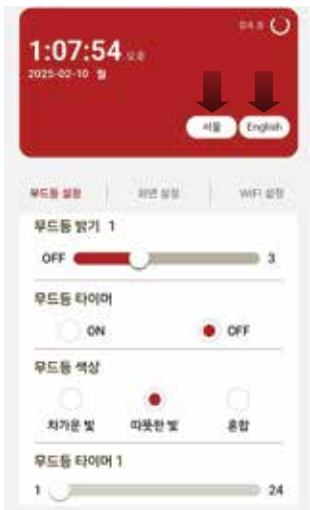 1:07:54 오후
2025-02-10 월
서울 English
무드등 설정 화면 설정 WiFi 설정
무드등 밝기 1
OFF 3
무드등 타이머
ON OFF
무드등 색상
차가운 빛 따뜻한 빛 혼합
무드등 타이머 1
1 24